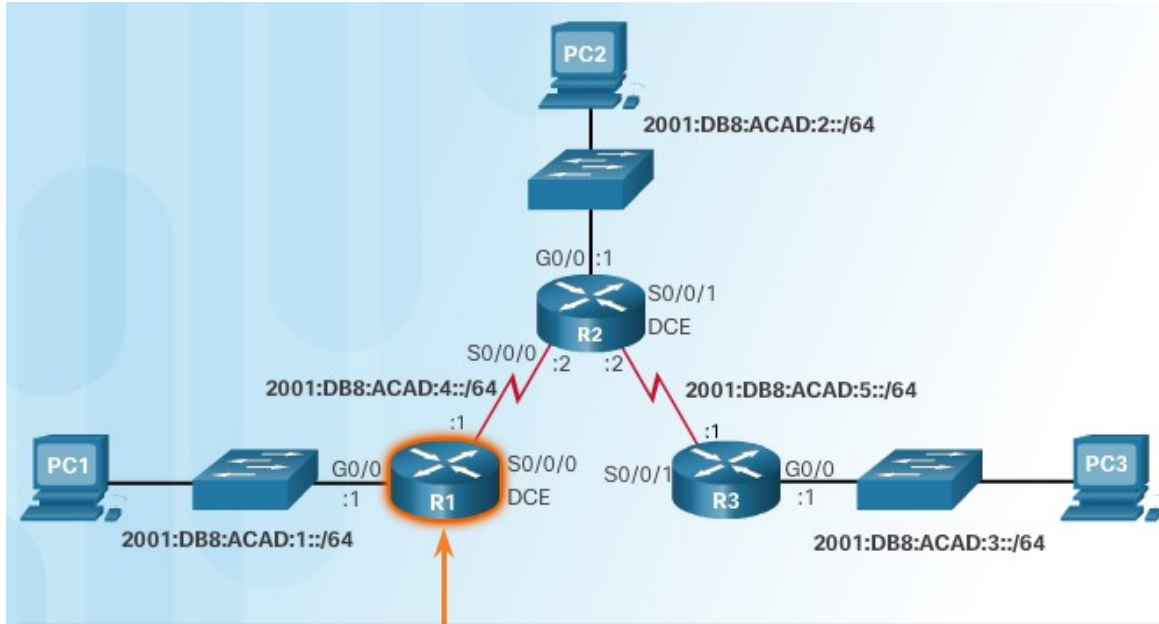 PC2
2001:DB8:ACAD:2::/64
G0/0 :1
S0/0/1
R2
DCE
S0/0/0
:2
:2
2001:DB8:ACAD:4::/64
2001:DB8:ACAD:5::/64
:1
:1
PC1
G0/0
:1
R1
S0/0/0
DCE
S0/0/1
R3
G0/0
:1
PC3
2001:DB8:ACAD:1::/64
2001:DB8:ACAD:3::/64